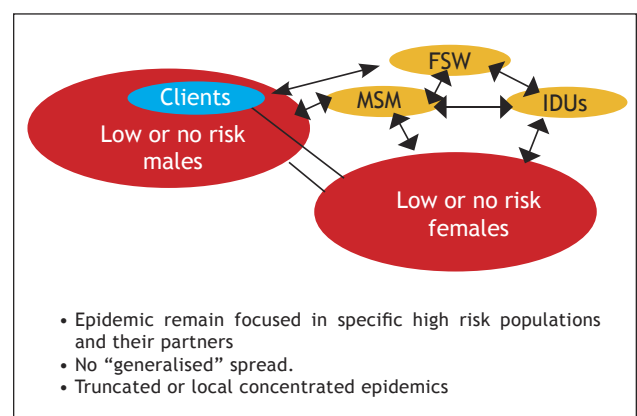 FSW
Clients
MSM
IDUs
Low or no risk
males
Low or no risk
females
• Epidemic remain focused in specific high risk populations
and their partners
• No “generalised” spread.
• Truncated or local concentrated epidemics